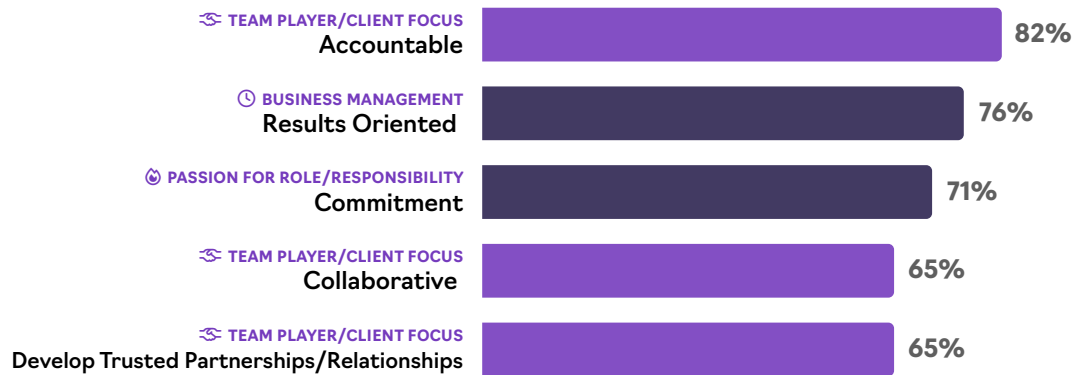 TEAM PLAYER/CLIENT FOCUS
Accountable
82%
BUSINESS MANAGEMENT
Results Oriented
76%
PASSION FOR ROLE/RESPONSIBILITY
Commitment
71%
TEAM PLAYER/CLIENT FOCUS
Collaborative
65%
TEAM PLAYER/CLIENT FOCUS
Develop Trusted Partnerships/Relationships
65%